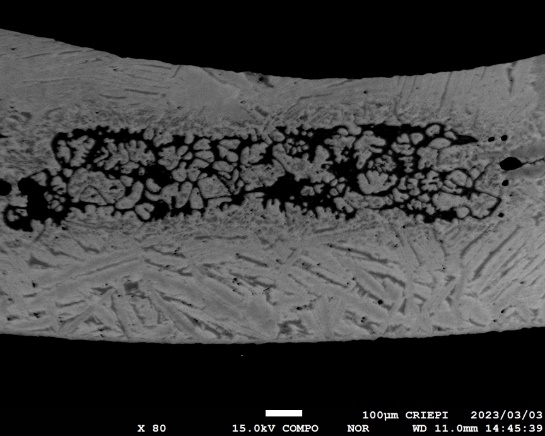 100µm CRIEPI 2023/03/03
X 80 15.0kV COMPO NOR WD 11.0mm 14:45:39